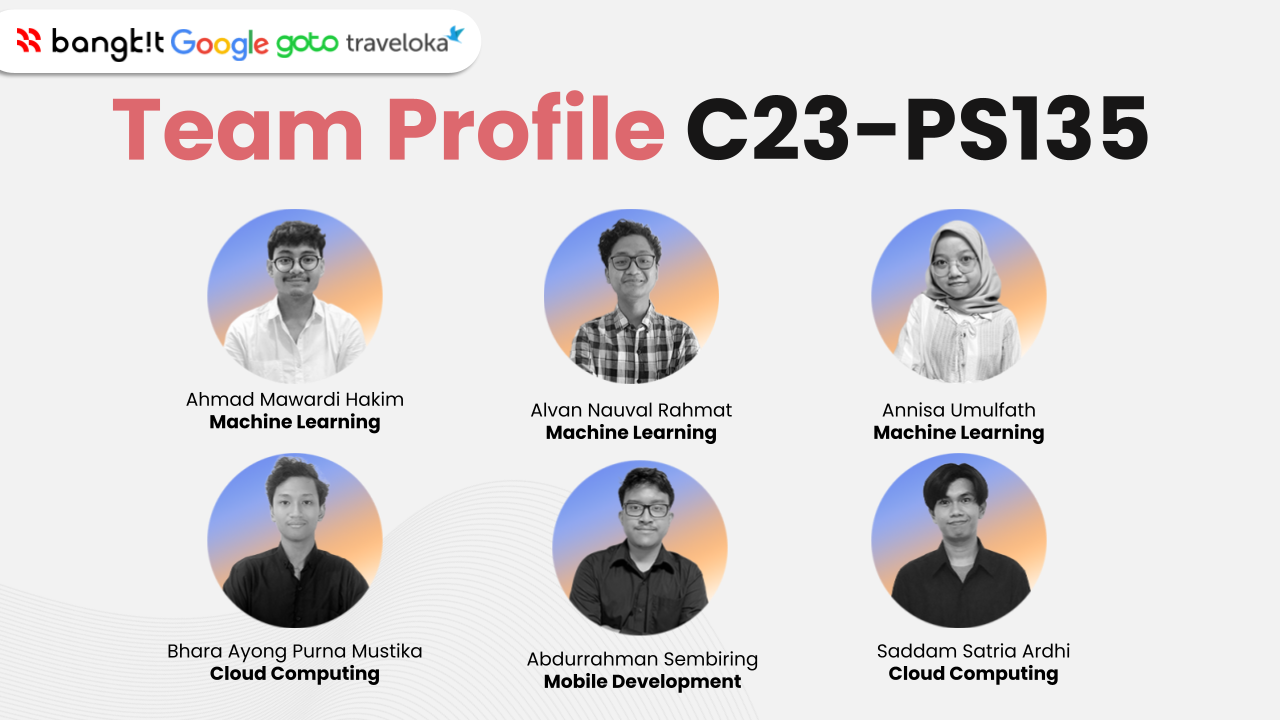 bangk!t Google goto traveloka
Team Profile C23-PS135
Ahmad Mawardi Hakim
Machine Learning
Alvan Nauval Rahmat
Machine Learning
Annisa Umulfath
Machine Learning
Bhara Ayong Purna Mustika
Cloud Computing
Abdurrahman Sembiring
Mobile Development
Saddam Satria Ardhi
Cloud Computing